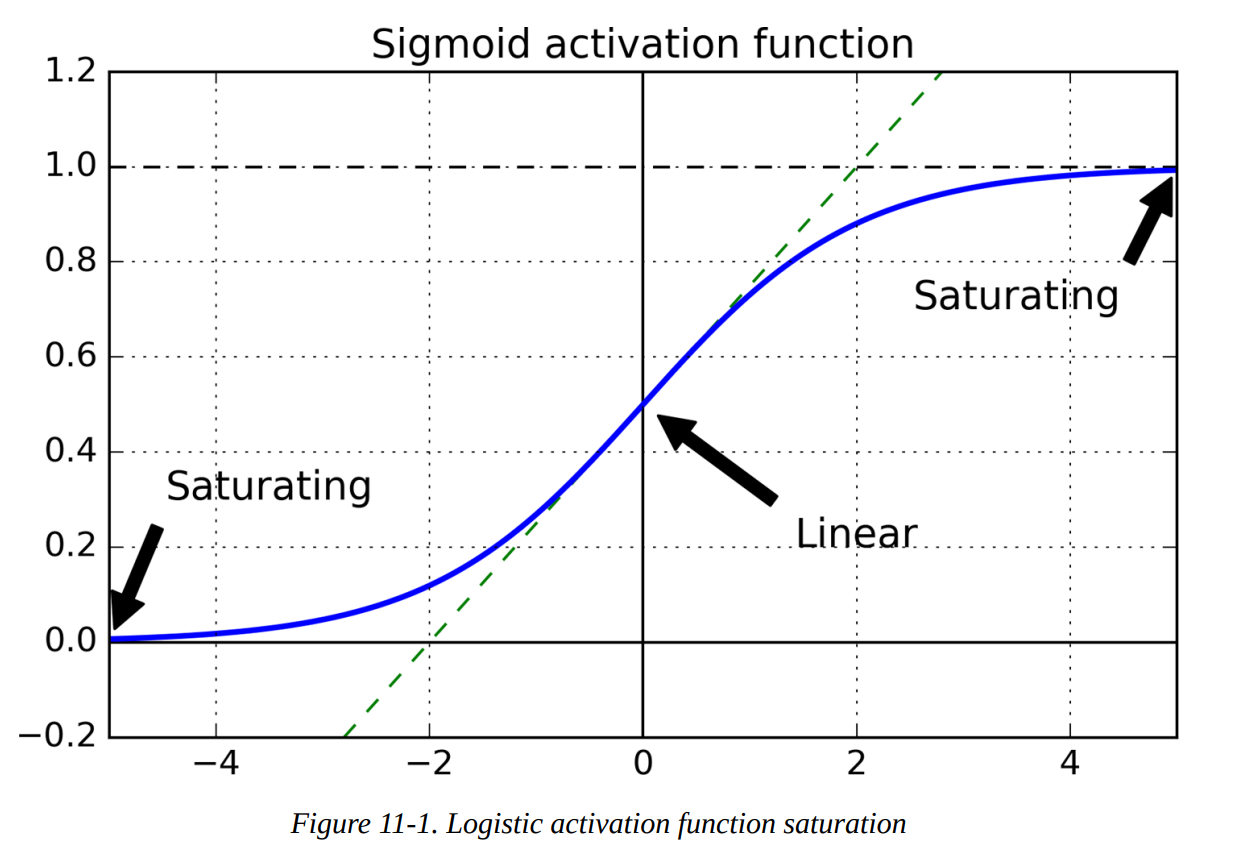 Sigmoid activation function
1.2
1.0
0.8
Saturating
0.6
0.4
Saturating
Linear
0.2
0.0
−0.2
−4 −2 0 2 4
Figure 11-1. Logistic activation function saturation